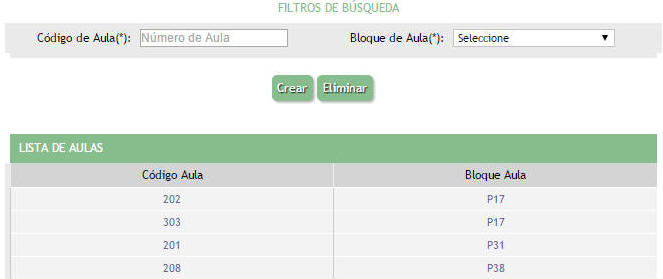 FILTROS DE BÚSQUEDA
Código de Aula(*): Número de Aula Bloque de Aula(*): Seleccione
Crear Eliminar
LISTA DE AULAS
Código Aula Bloque Aula
202 P17
303 P17
201 P31
208 P38